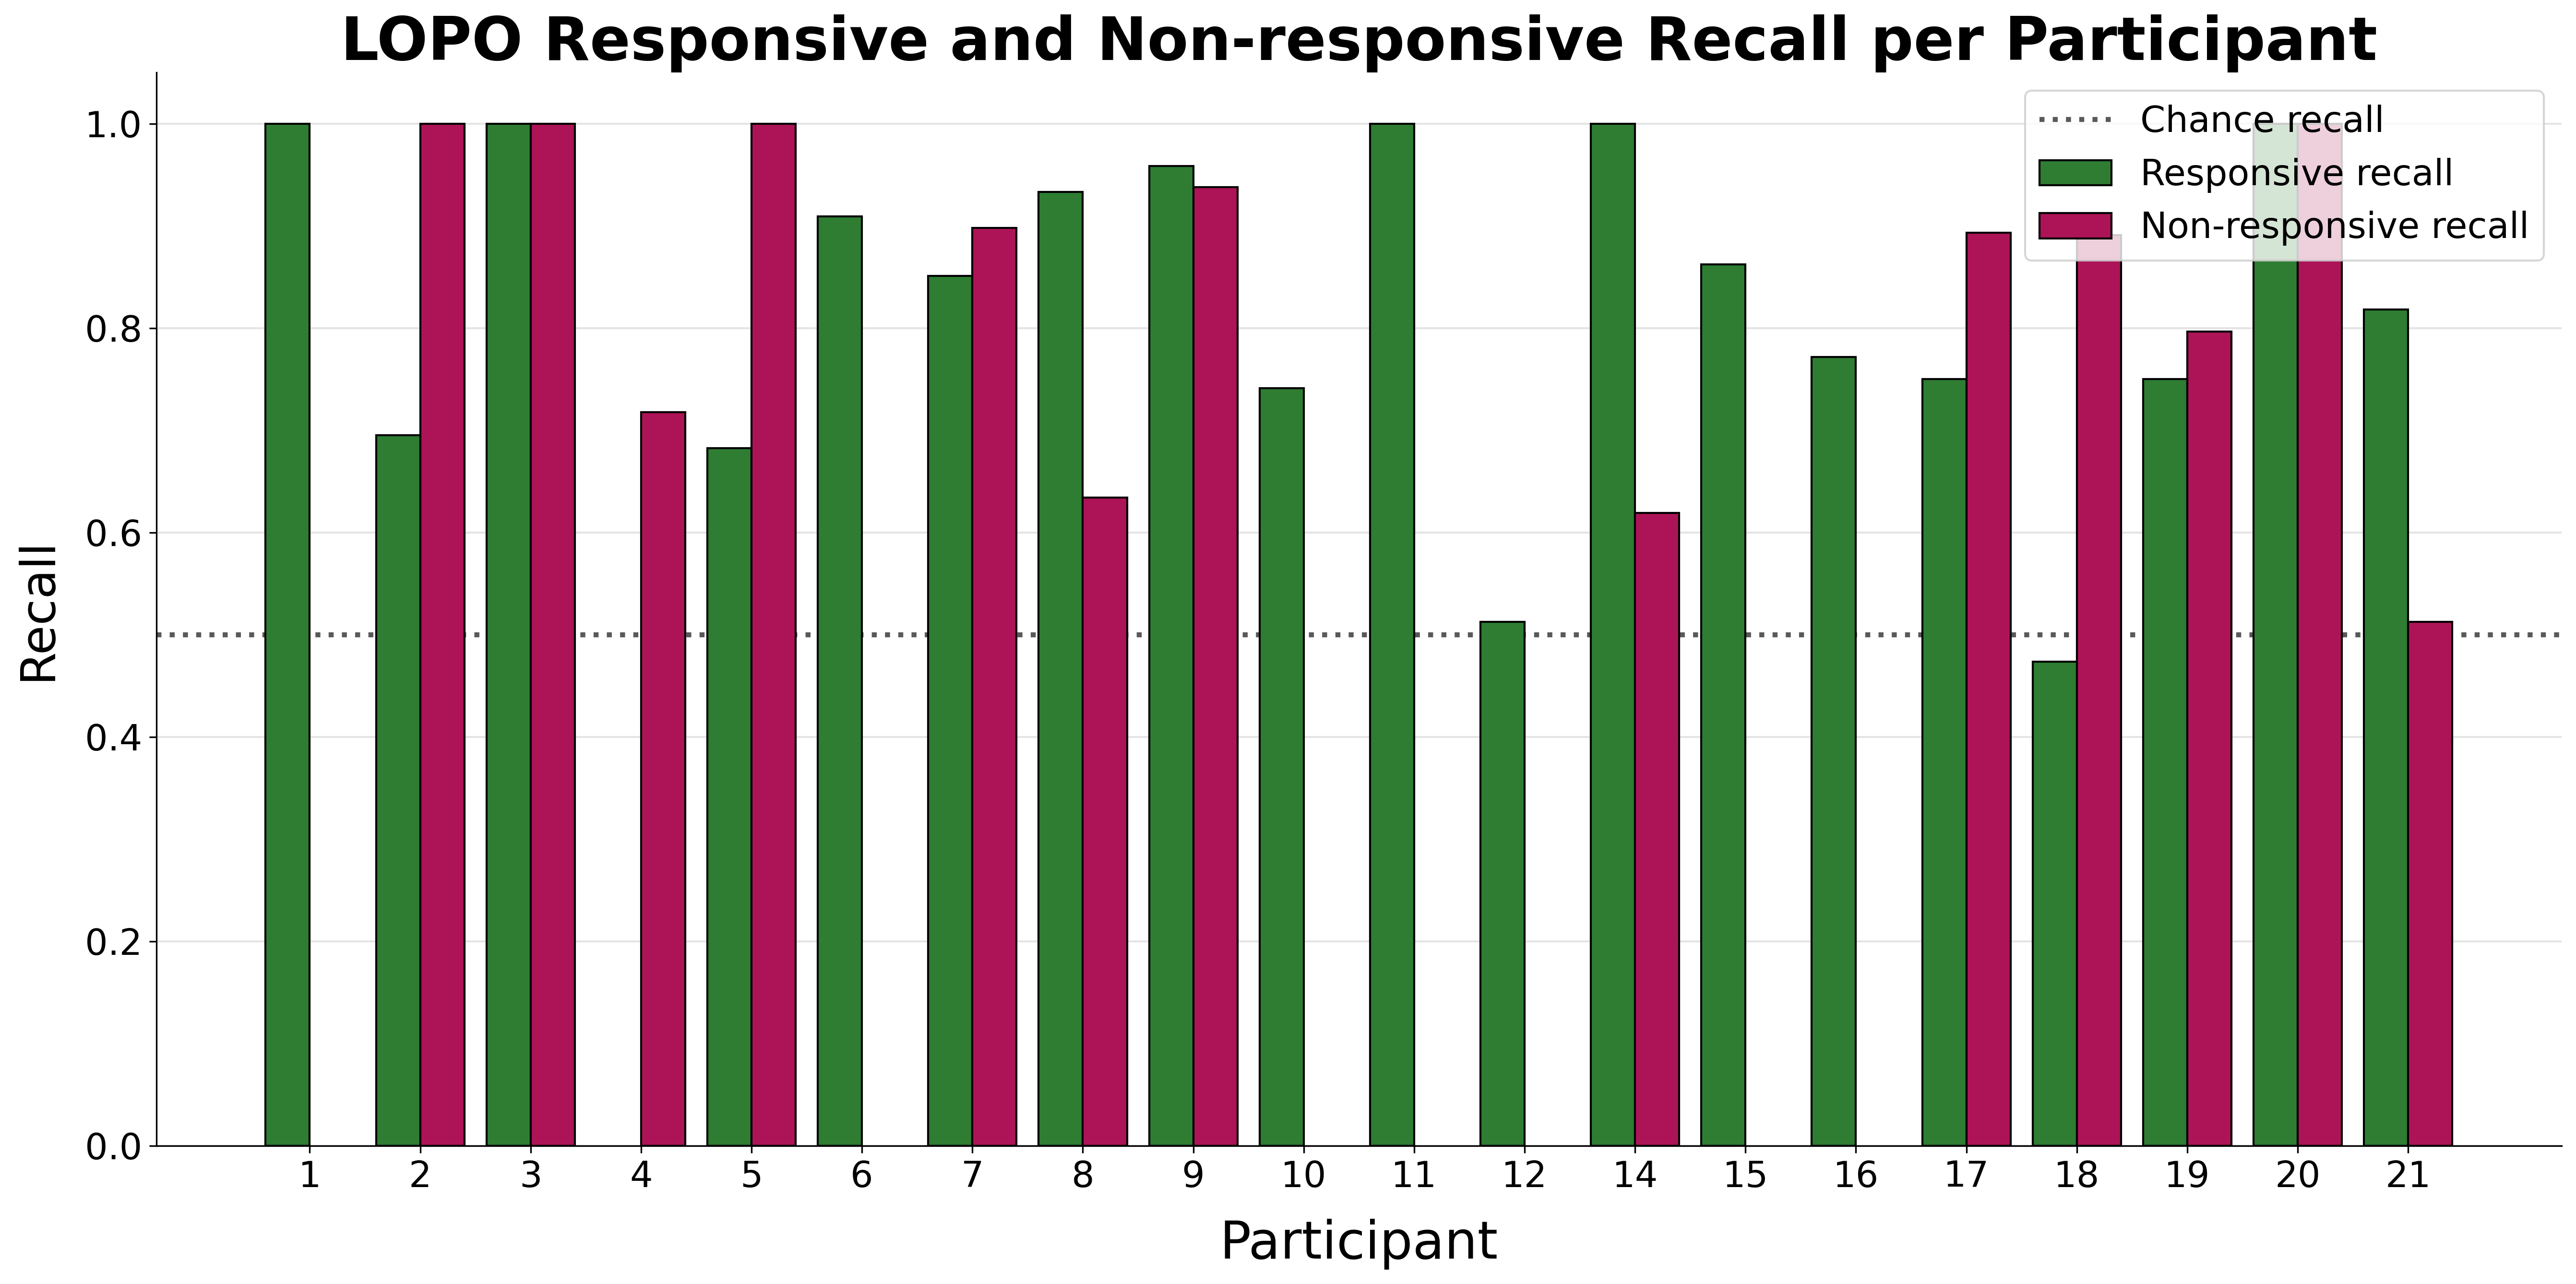 LOPO Responsive and Non-responsive Recall per Participant
Chance recall
Responsive recall
Non-responsive recall
1.0
0.8
0.6
0.4
0.2
0.0
Recall
1 2 3 4 5 6 7 8 9 10 11 12 14 15 16 17 18 19 20 21
Participant